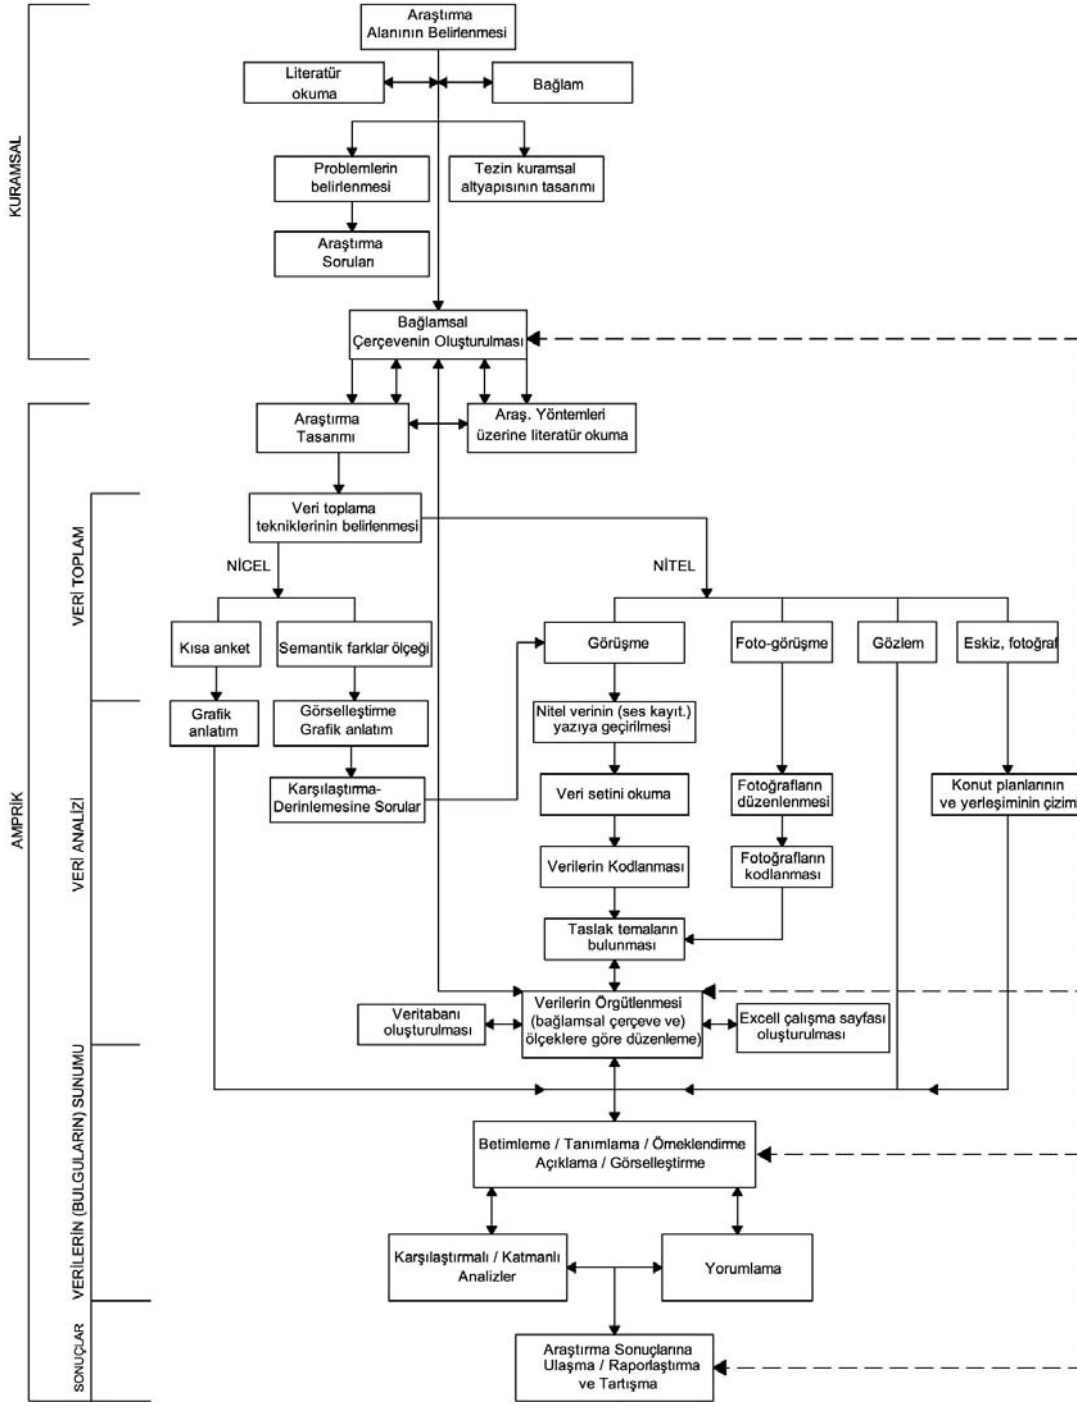 Araştırma
Alanının Belirlenmesi
Literatür
okuma
Bağlam
Problemlerin
belirlenmesi
Tezin kuramsal
altyapısının tasarımı
Araştırma
Soruları
KURAMSAL
Bağlamsal
Çerçevenin Oluşturulması
Araştırma
Tasarımı
Araş. Yöntemleri
üzerine literatür okuma
AMPRİK
VERİ TOPLAM
Veri toplama
tekniklerinin belirlenmesi
NİCEL
NİTEL
Kısa anket
Semantik farklar ölçeği
Görüşme
Foto-görüşme
Gözlem
Eskiz, fotoğraf
VERİ ANALİZİ
Grafik
anlatım
Görselleştirme
Grafik anlatım
Nitel verinin (ses kayıt.)
yazıya geçirilmesi
Karşılaştırma-
Derinlemesine Sorular
Veri setini okuma
Fotoğrafların
düzenlenmesi
Konut planlarının
ve yerleşiminin çizimi
Verilerin Kodlanması
Fotoğrafların
kodlanması
Taslak temaların
bulunması
Veritabanı
oluşturulması
Verilerin Örgütlenmesi
(bağlamsal çerçeve ve)
ölçeklere göre düzenleme)
Excell çalışma sayfası
oluşturulması
VERİLERİN (BULGULARIN) SUNUMU
Betimleme / Tanımlama / Örneklendirme
Açıklama / Görselleştirme
Karşılaştırmalı / Katmanlı
Analizler
Yorumlama
SONUÇLAR
Araştırma Sonuçlarına
Ulaşma / Raporlaştırma
ve Tartışma